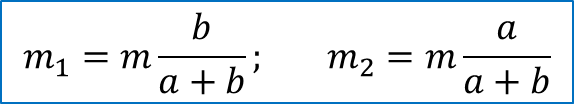 m₁ = m b/(a + b);   m₂ = m a/(a + b)